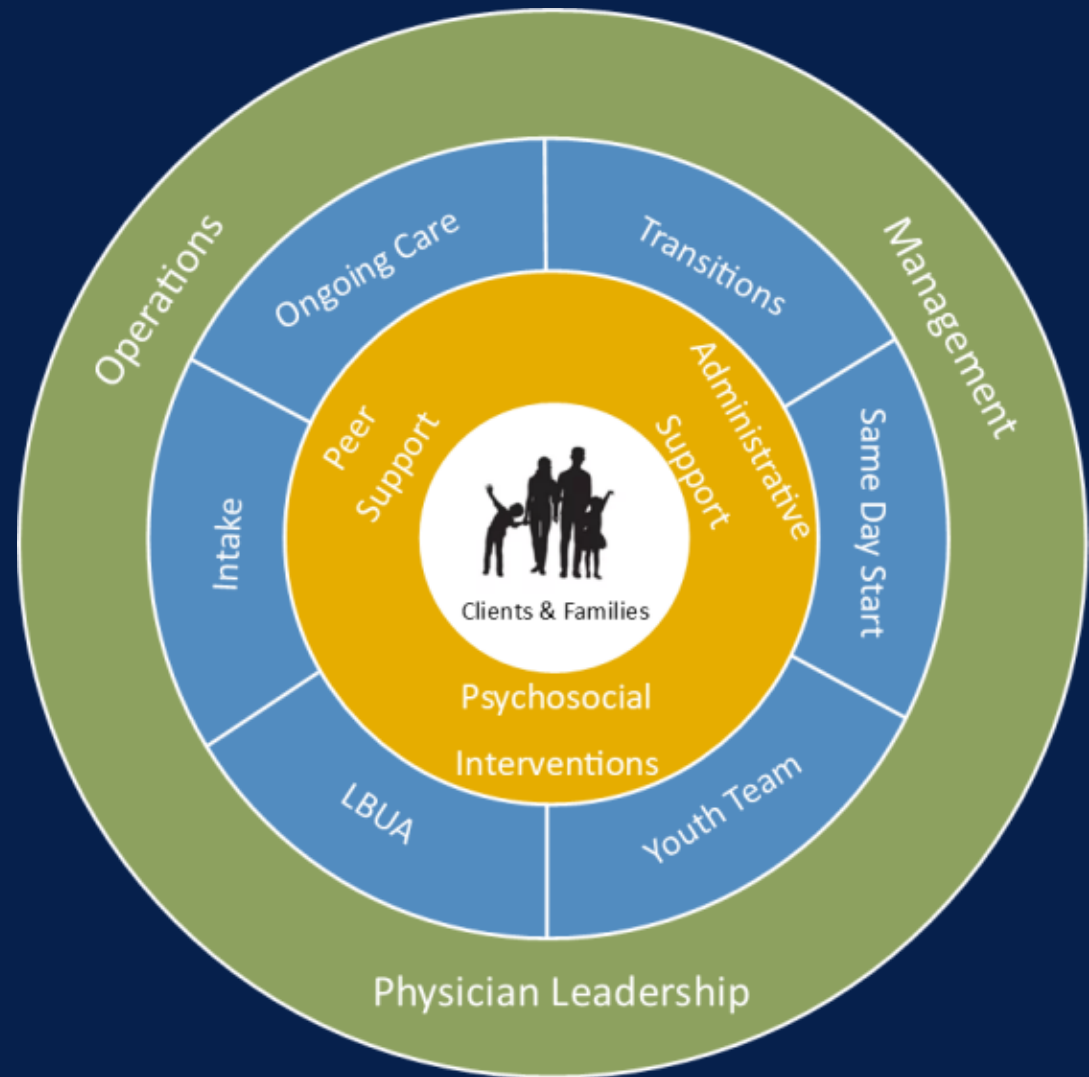 Operations
Management
Physician Leadership
Ongoing Care
Transitions
Same Day Start
Youth Team
LBUA
Intake
Peer
Support
Administrative
Support
Psychosocial
Interventions
Clients & Families